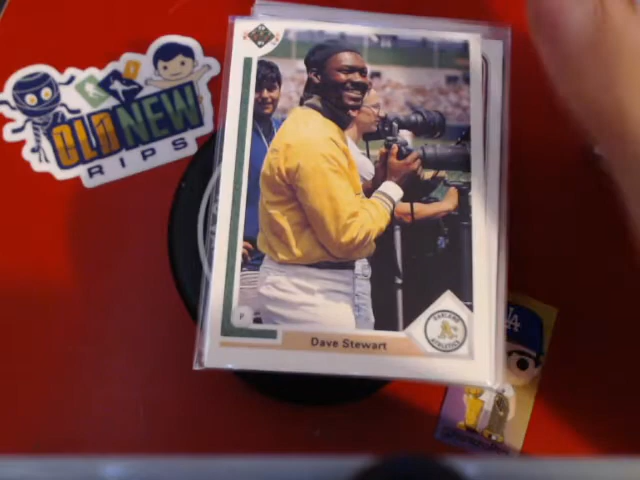 OLD NEW
RIPS
P
Dave Stewart
OAKLAND
ATHLETICS
LA